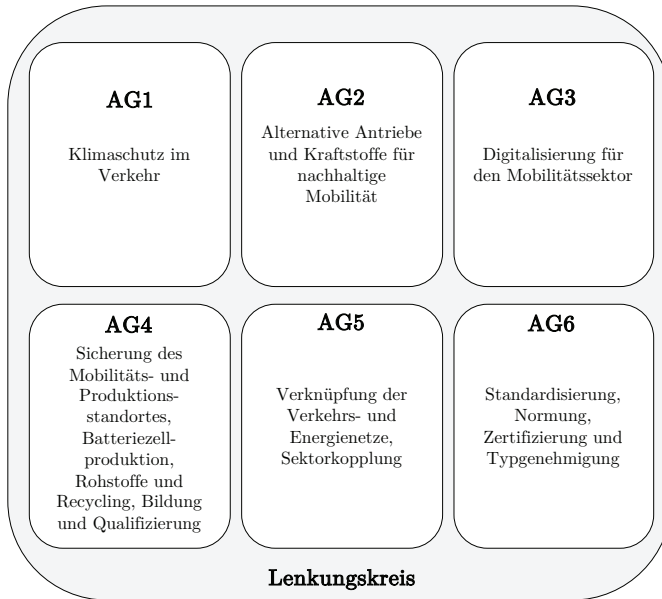 AG1
Klimaschutz im
Verkehr
AG2
Alternative Antriebe
und Kraftstoffe für
nachhaltige
Mobilität
AG3
Digitalisierung für
den Mobilitätssektor
AG4
Sicherung des
Mobilitäts- und
Produktions-
standortes,
Batteriezell-
produktion,
Rohstoffe und
Recycling, Bildung
und Qualifizierung
AG5
Verknüpfung der
Verkehrs- und
Energienetze,
Sektorkopplung
AG6
Standardisierung,
Normung,
Zertifizierung und
Typgenehmigung
Lenkungskreis